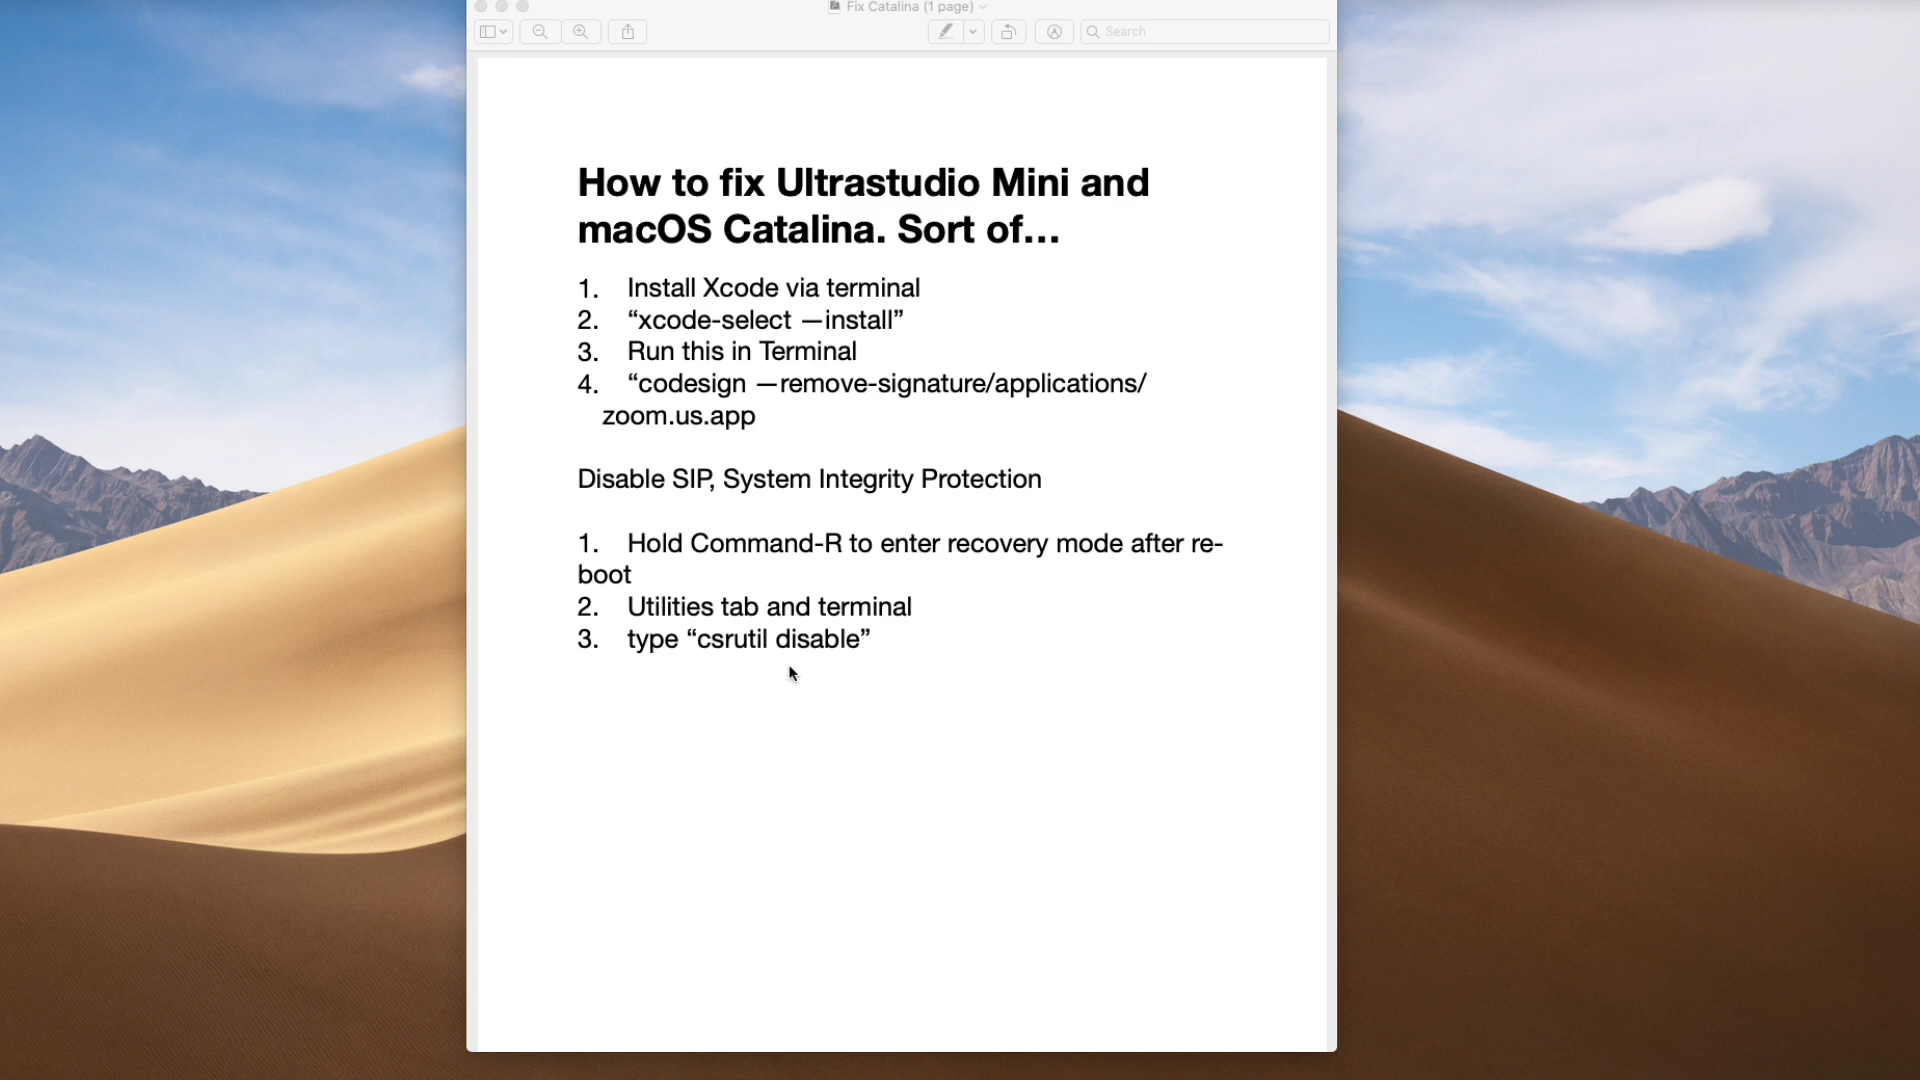 Fix Catalina (1 page)
Search
How to fix Ultrastudio Mini and
macOS Catalina. Sort of...
1. Install Xcode via terminal
2. “xcode-select —install”
3. Run this in Terminal
4. “codesign —remove-signature/applications/
zoom.us.app
Disable SIP, System Integrity Protection
1. Hold Command-R to enter recovery mode after re-
boot
2. Utilities tab and terminal
3. type “csrutil disable”